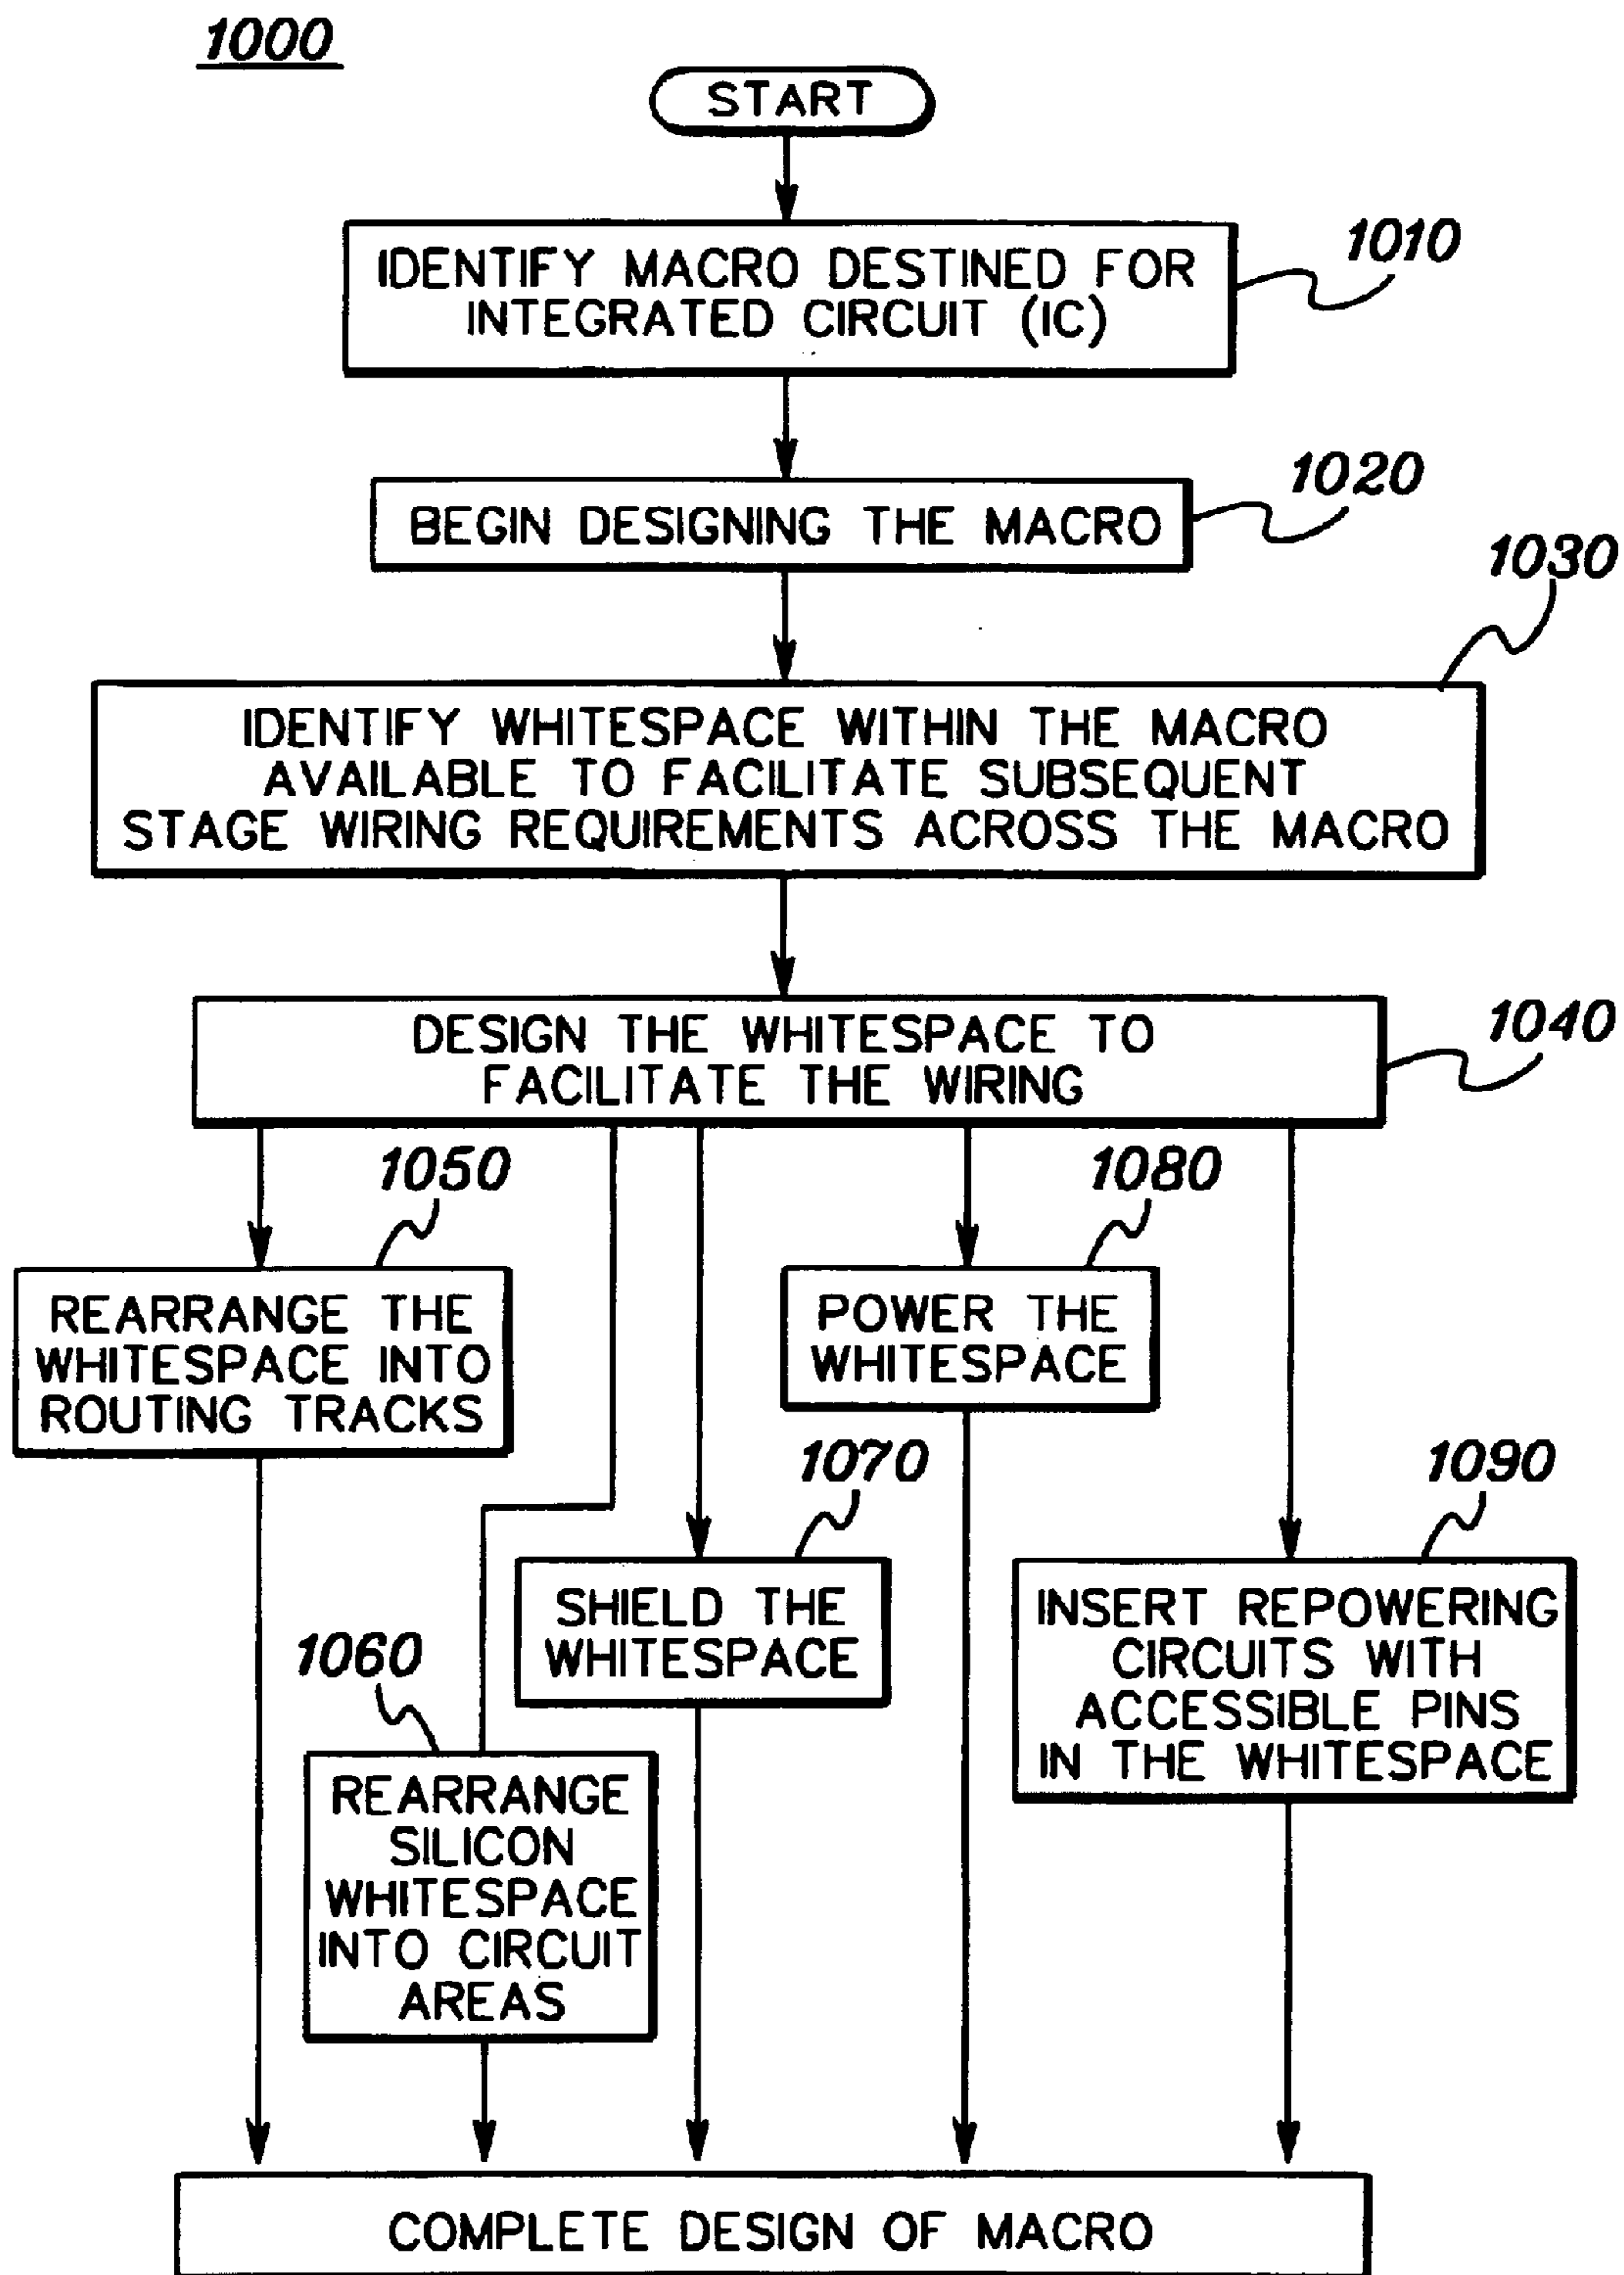 1000
START
IDENTIFY MACRO DESTINED FOR
INTEGRATED CIRCUIT (IC)
1010
BEGIN DESIGNING THE MACRO
1020
1030
IDENTIFY WHITESPACE WITHIN THE MACRO
AVAILABLE TO FACILITATE SUBSEQUENT
STAGE WIRING REQUIREMENTS ACROSS THE MACRO
DESIGN THE WHITESPACE TO
FACILITATE THE WIRING
1040
1050
REARRANGE THE
WHITESPACE INTO
ROUTING TRACKS
1080
POWER THE
WHITESPACE
1070
SHIELD THE
WHITESPACE
1090
INSERT REPOWERING
CIRCUITS WITH
ACCESSIBLE PINS
IN THE WHITESPACE
1060
REARRANGE
SILICON
WHITESPACE
INTO CIRCUIT
AREAS
COMPLETE DESIGN OF MACRO